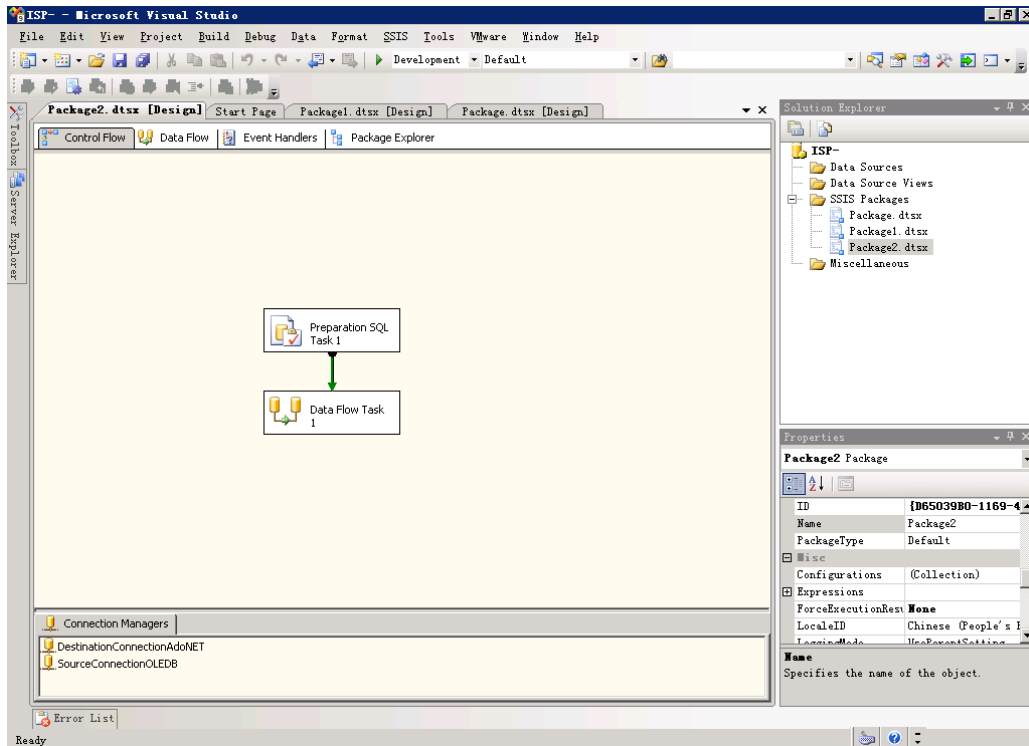 ISP- - Microsoft Visual Studio
File Edit View Project Build Debug Data Format SSIS Tools VMware Window Help
Development Default
Package2.dtsx [Design] Start Page Package1.dtsx [Design] Package.dtsx [Design]
Control Flow Data Flow Event Handlers Package Explorer
Toolbox
Server Explorer
Preparation SQL
Task 1
Data Flow Task
1
Connection Managers
DestinationConnectionAdoNET
SourceConnectionOLEDB
Error List
Ready
Solution Explorer
ISP-
Data Sources
Data Source Views
SSIS Packages
Package.dtsx
Package1.dtsx
Package2.dtsx
Miscellaneous
Properties
Package2 Package
ID {D65039B0-1169-4
Name Package2
PackageType Default
Misc
Configurations (Collection)
Expressions
ForceExecutionResu None
LocaleID Chinese (People's R
LoggingMode UseParentSetting
Name
Specifies the name of the object.